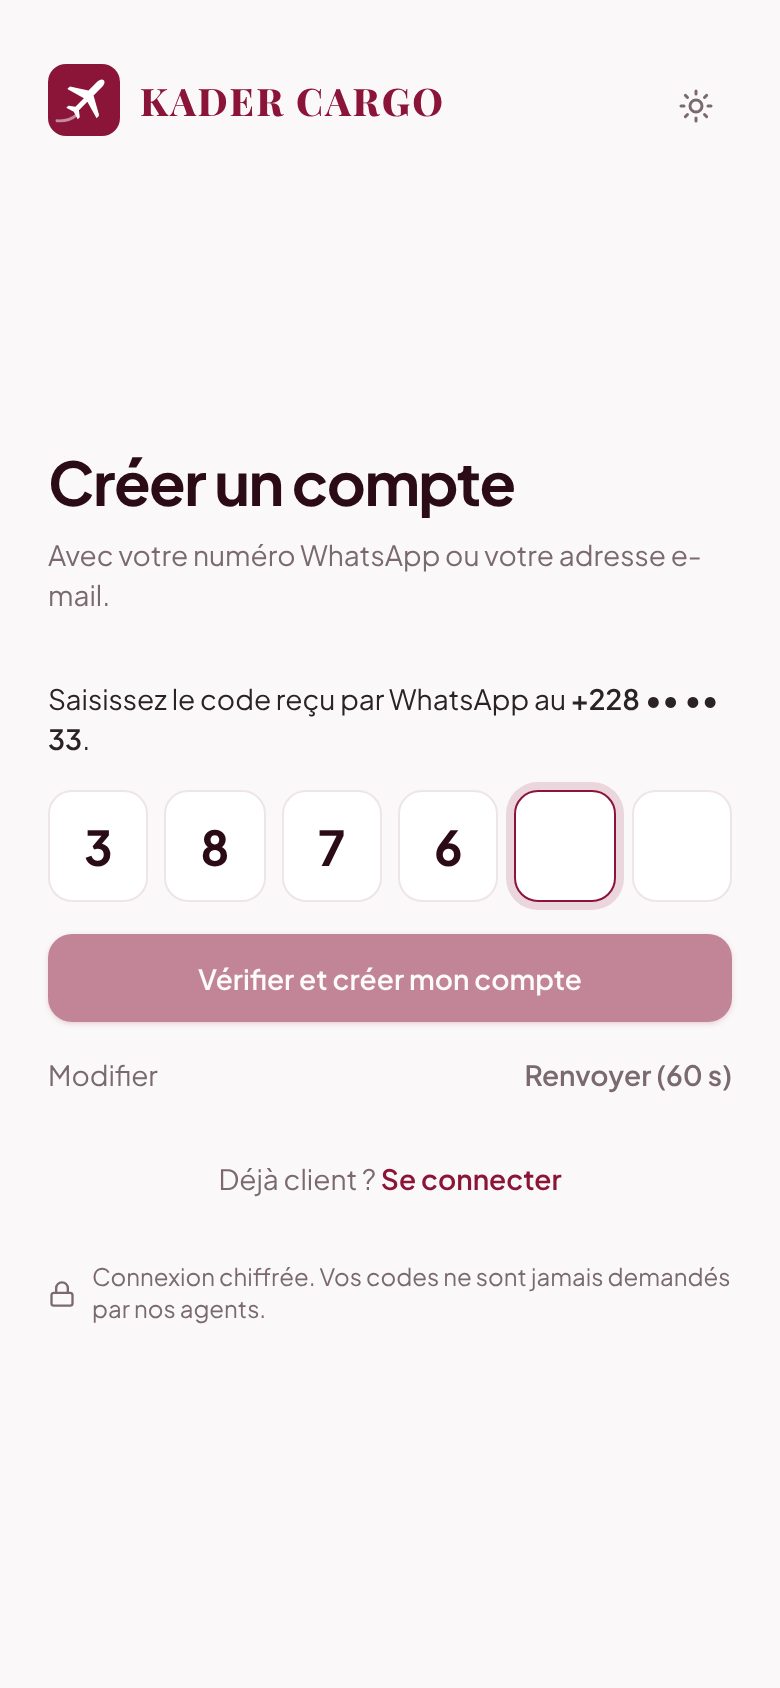 KADER CARGO
Créer un compte
Avec votre numéro WhatsApp ou votre adresse e-
mail.
Saisissez le code reçu par WhatsApp au +228 •• ••
33.
3 8 7 6
Vérifier et créer mon compte
Modifier
Renvoyer (60 s)
Déjà client ? Se connecter
Connexion chiffrée. Vos codes ne sont jamais demandés
par nos agents.